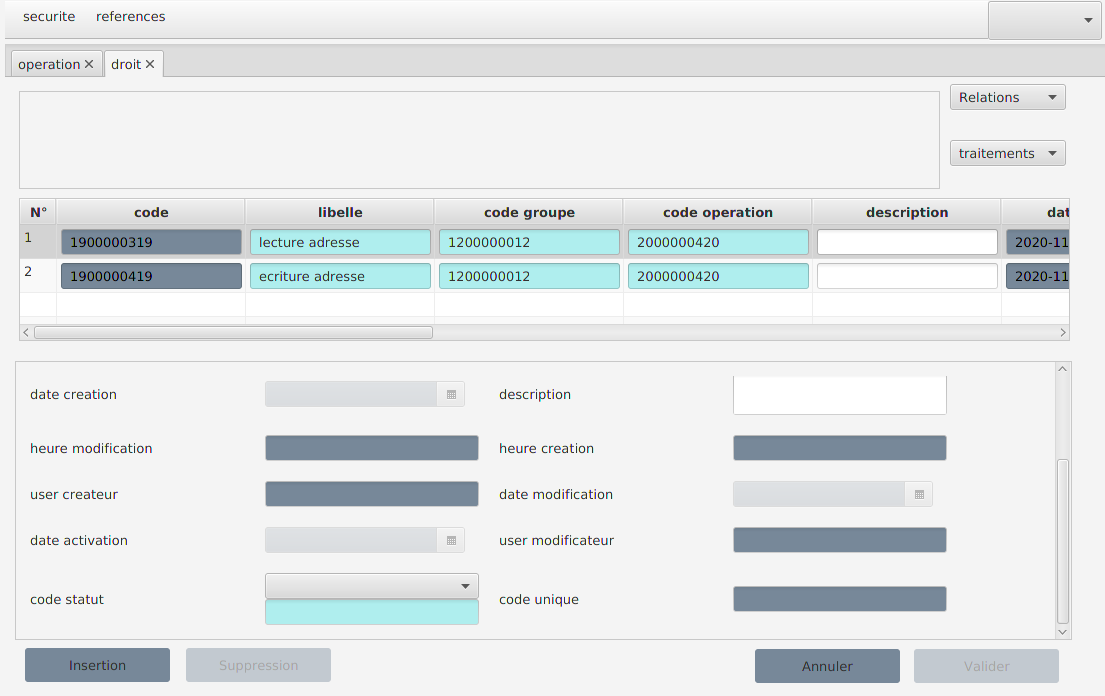 securite references
operation droit
Relations
traitements
N° code libelle code groupe code operation description dat
1 1900000319 lecture adresse 1200000012 2000000420 2020-11
2 1900000419 ecriture adresse 1200000012 2000000420 2020-11
date creation description
heure modification heure creation
user createur date modification
date activation user modificateur
code statut code unique
Insertion Suppression Annuler Valider